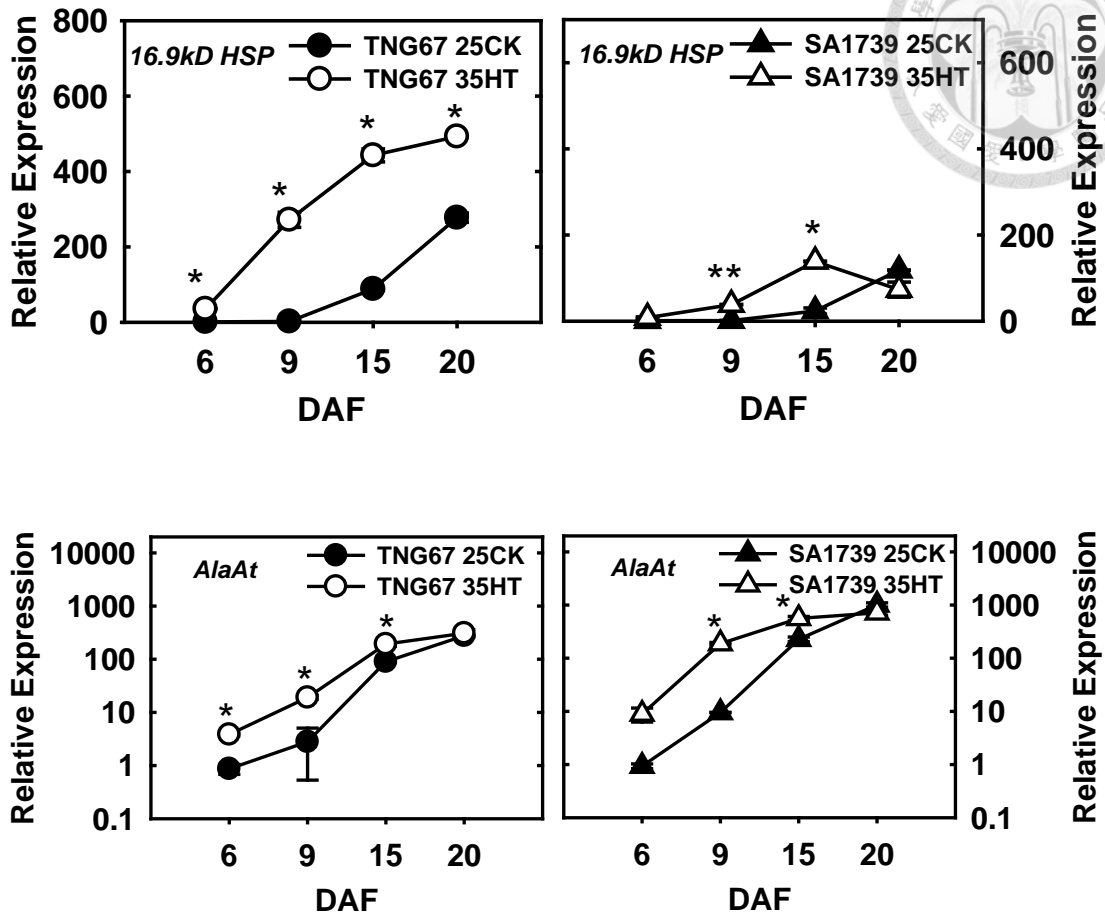 16.9kD HSP
TNG67 25CK
TNG67 35HT
Relative Expression
800
600
400
200
0
*
*
*
*
6 9 15 20
DAF
16.9kD HSP
SA1739 25CK
SA1739 35HT
Relative Expression
600
400
200
0
**
*
6 9 15 20
DAF
AlaAt
TNG67 25CK
TNG67 35HT
Relative Expression
10000
1000
100
10
1
0.1
*
*
*
6 9 15 20
DAF
AlaAt
SA1739 25CK
SA1739 35HT
Relative Expression
10000
1000
100
10
1
0.1
*
*
6 9 15 20
DAF
愛國愛